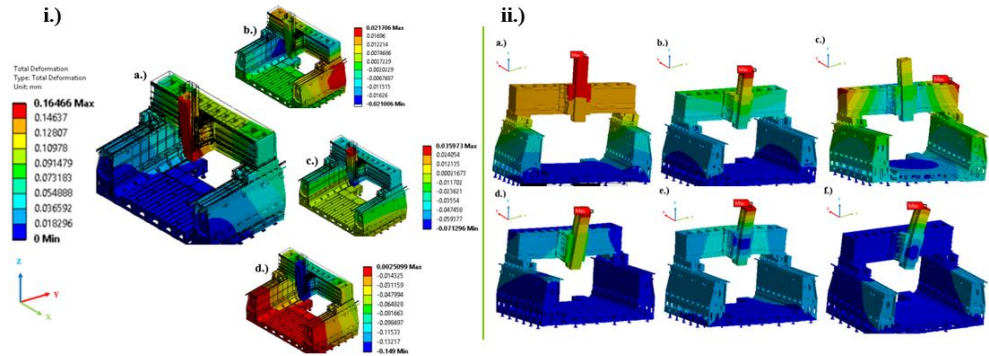 i.)
Total Deformation
Type: Total Deformation
Unit: mm
0.16466 Max
0.14637
0.12807
0.10978
0.091479
0.073183
0.054888
0.036592
0.018296
0 Min
Z
Y
X
a.)
b.)
0.021706 Max
0.01696
0.012214
0.0074686
0.0027229
-0.0020229
-0.0067687
-0.011515
-0.01626
-0.021006 Min
c.)
0.035973 Max
0.024054
0.012135
0.00021673
-0.011702
-0.023621
-0.03554
-0.047458
-0.059377
-0.071296 Min
d.)
0.0025099 Max
-0.014325
-0.031159
-0.047994
-0.064828
-0.081663
-0.098497
-0.11533
-0.13217
-0.149 Min
ii.)
a.)
Max
b.)
Max
c.)
Max
d.)
Max
e.)
Max
f.)
Max